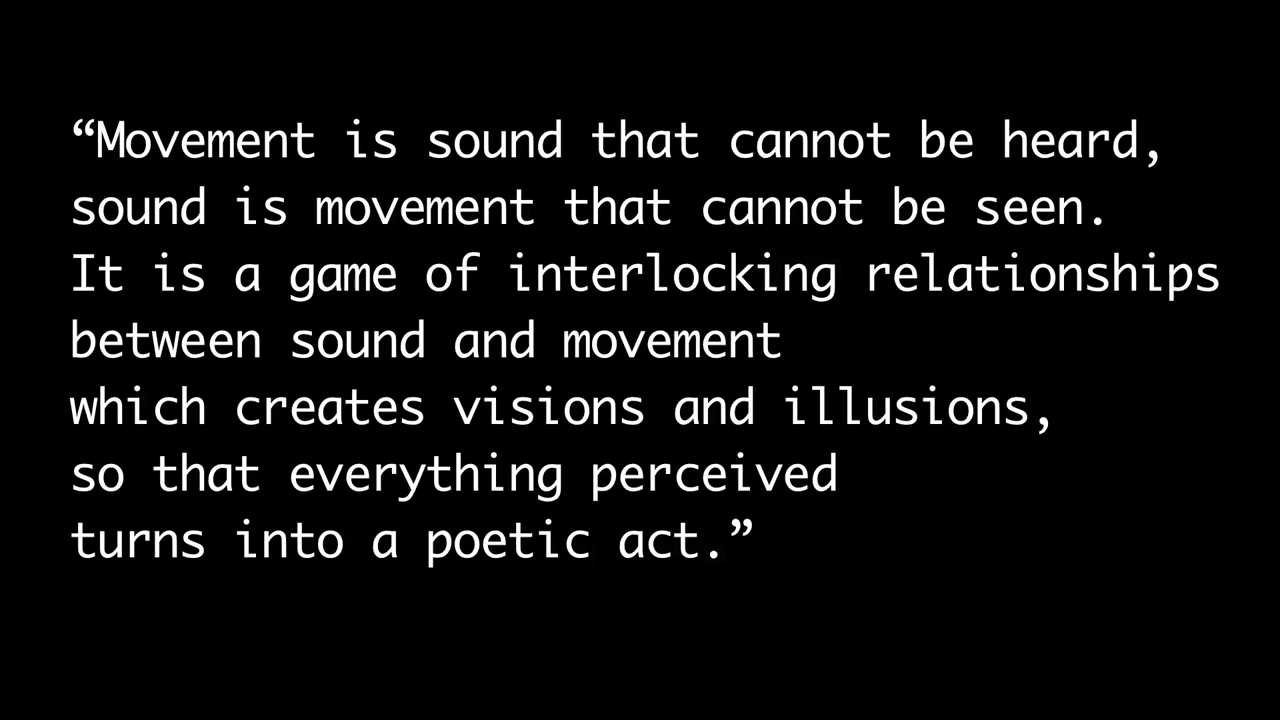 “Movement is sound that cannot be heard,
sound is movement that cannot be seen.
It is a game of interlocking relationships
between sound and movement
which creates visions and illusions,
so that everything perceived
turns into a poetic act.”